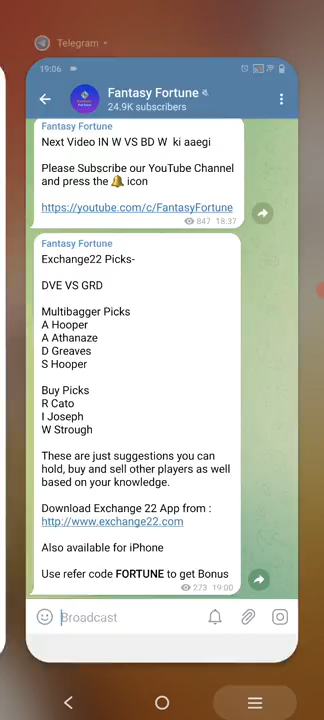 Telegram
19:06
Fantasy Fortune
24.9K subscribers
Fantasy Fortune
Next Video IN W VS BD W ki aaegi
Please Subscribe our YouTube Channel
and press the 🔔 icon
https://youtube.com/c/FantasyFortune
847 18:37
Fantasy Fortune
Exchange22 Picks-
DVE VS GRD
Multibagger Picks
A Hooper
A Athanaze
D Greaves
S Hooper
Buy Picks
R Cato
I Joseph
W Strough
These are just suggestions you can
hold, buy and sell other players as well
based on your knowledge.
Download Exchange 22 App from :
http://www.exchange22.com
Also available for iPhone
Use refer code FORTUNE to get Bonus
273 19:00
Broadcast